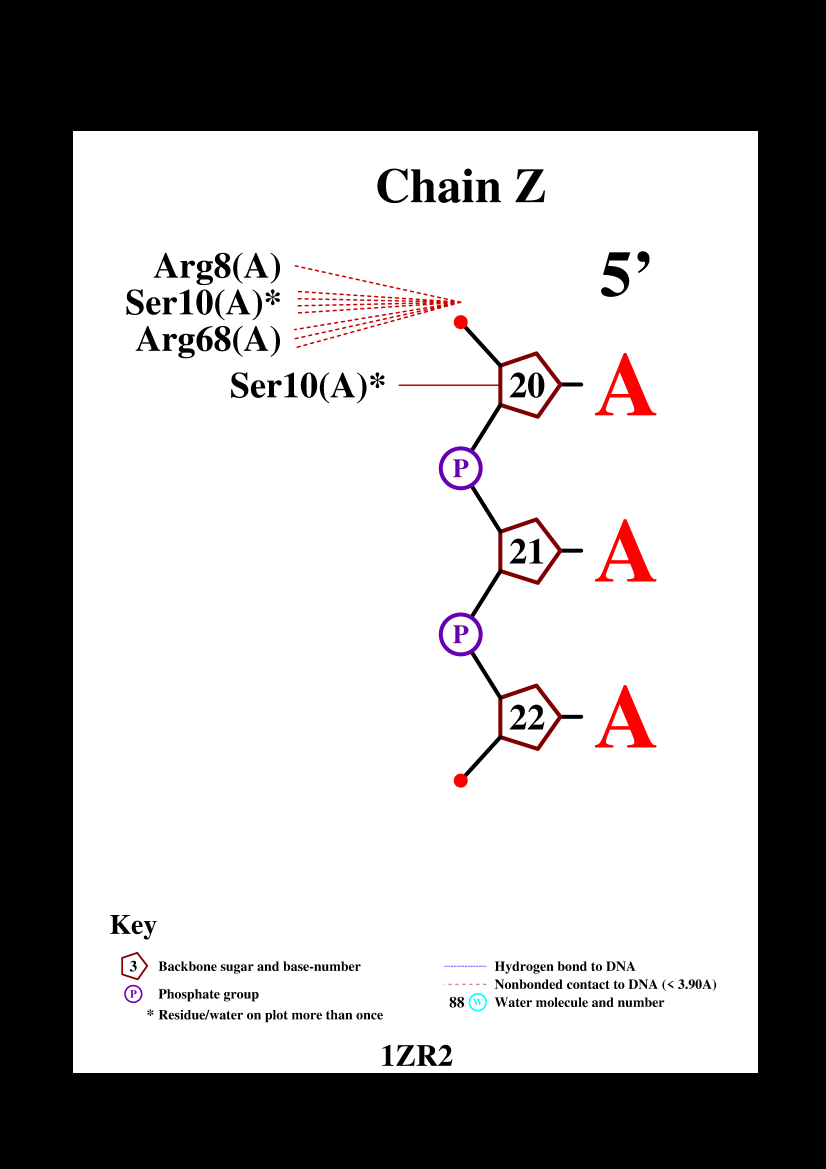 Chain Z
5’
Arg8(A)
Ser10(A)*
Arg68(A)
Ser10(A)*
20
A
P
21
A
P
22
A
Key
3 Backbone sugar and base-number
P Phosphate group
* Residue/water on plot more than once
Hydrogen bond to DNA
Nonbonded contact to DNA (< 3.90A)
88 W Water molecule and number
1ZR2